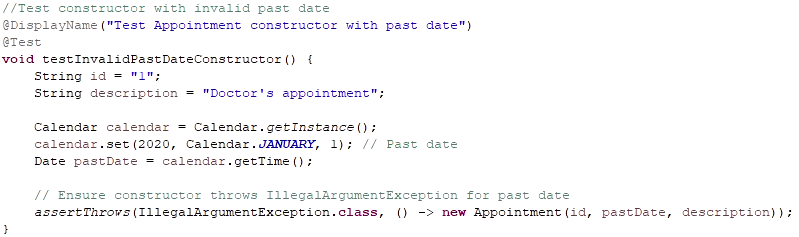 //Test constructor with invalid past date
@DisplayName("Test Appointment constructor with past date")
@Test
void testInvalidPastDateConstructor() {
    String id = "1";
    String description = "Doctor's appointment";

    Calendar calendar = Calendar.getInstance();
    calendar.set(2020, Calendar.JANUARY, 1); // Past date
    Date pastDate = calendar.getTime();

    // Ensure constructor throws IllegalArgumentException for past date
    assertThrows(IllegalArgumentException.class, () -> new Appointment(id, pastDate, description));
}